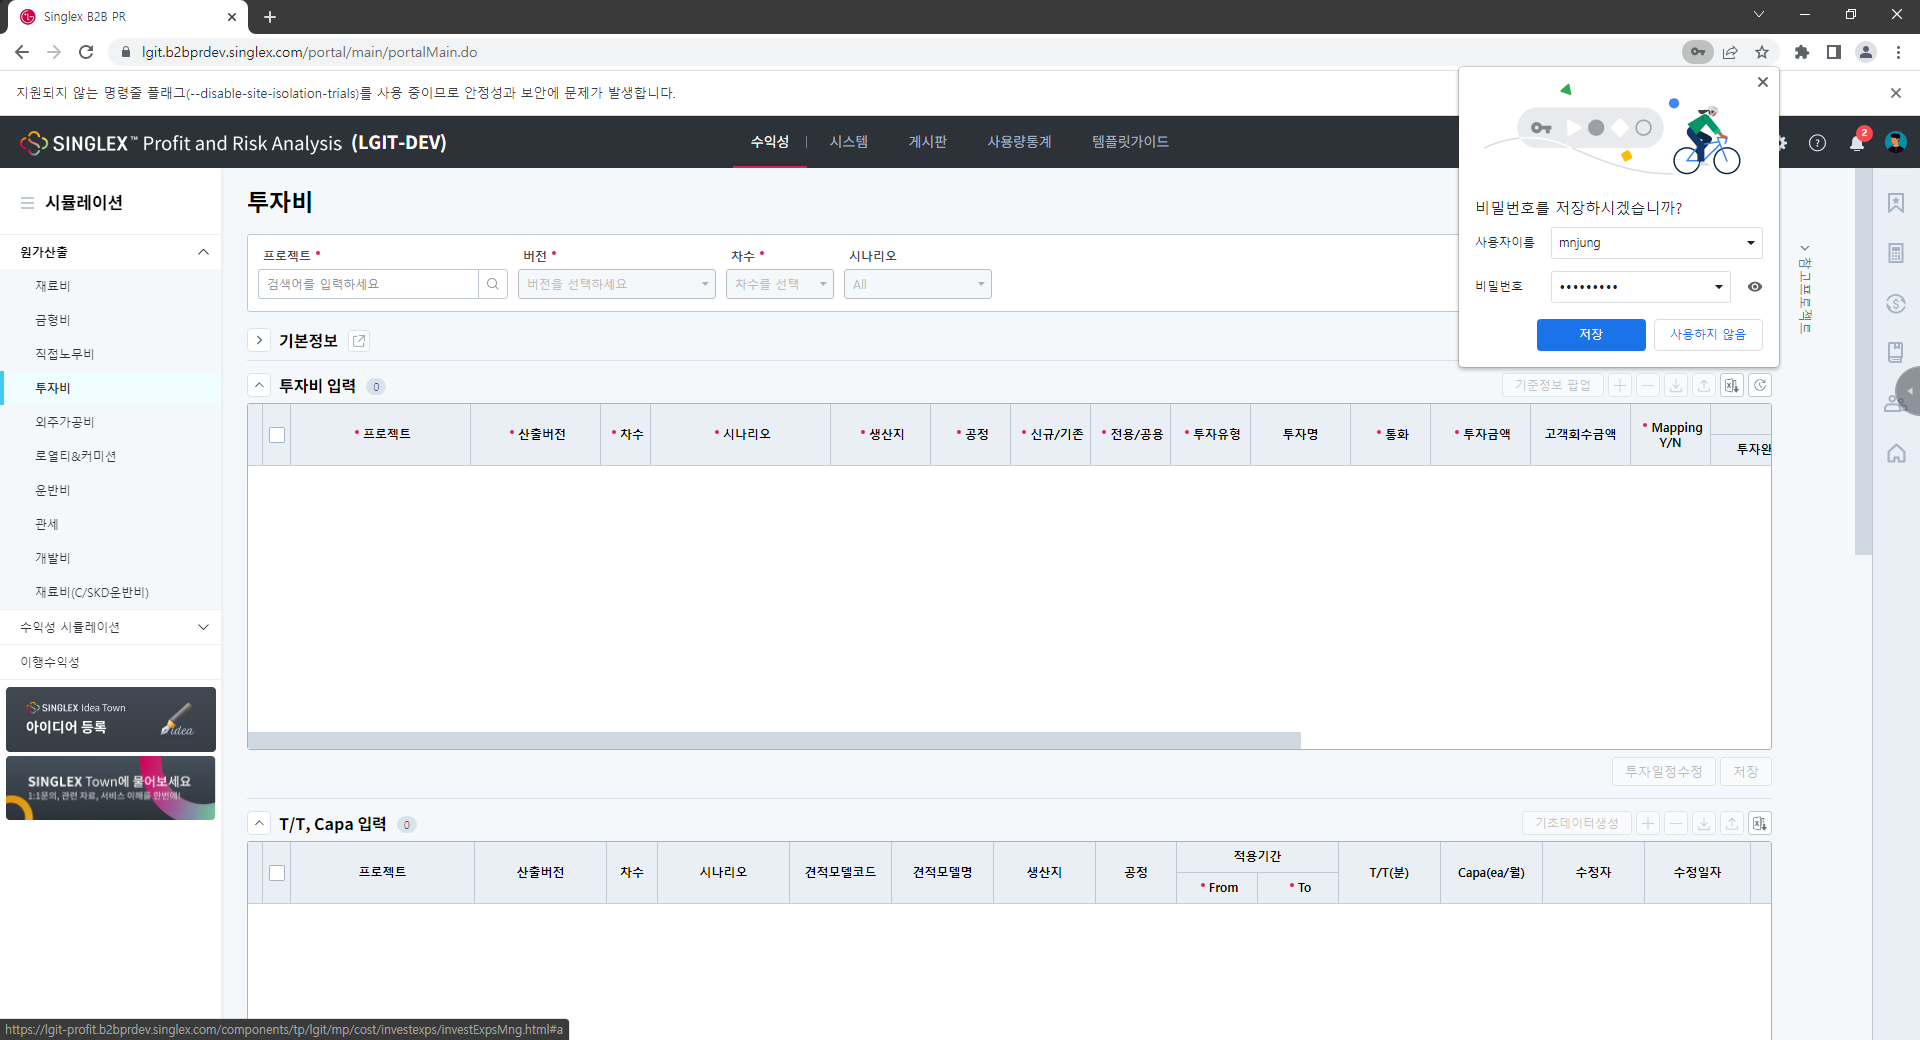 Singlex B2B PR
lgit.b2bprdev.singlex.com/portal/main/portalMain.do
지원되지 않는 명령줄 플래그(--disable-site-isolation-trials)를 사용 중이므로 안정성과 보안에 문제가 발생합니다.
SINGLEX™ Profit and Risk Analysis (LGIT-DEV)
수익성
시스템
게시판
사용량통계
템플릿가이드
2
비밀번호를 저장하시겠습니까?
사용자이름
mnjung
비밀번호
•••••••••
저장
사용하지 않음
시뮬레이션
원가산출
재료비
금형비
직접노무비
투자비
외주가공비
로열티&커미션
운반비
관세
개발비
재료비(C/SKD운반비)
수익성 시뮬레이션
이행수익성
SINGLEX Idea Town
아이디어 등록
idea
SINGLEX Town에 물어보세요
1:1문의, 관련 자료, 서비스 이해를 한번에!
투자비
프로젝트 *
버전 *
차수 *
시나리오
검색어를 입력하세요
버전을 선택하세요
차수를 선택
All
참고프로젝트
기본정보
투자비 입력 0
기준정보 팝업
* 프로젝트
* 산출버전
* 차수
* 시나리오
* 생산지
* 공정
* 신규/기존
* 전용/공용
* 투자유형
투자명
* 통화
* 투자금액
고객회수금액
* Mapping
Y/N
투자완
투자일정수정
저장
T/T, Capa 입력 0
기초데이터생성
프로젝트
산출버전
차수
시나리오
견적모델코드
견적모델명
생산지
공정
적용기간
* From
* To
T/T(분)
Capa(ea/월)
수정자
수정일자
https://lgit-profit.b2bprdev.singlex.com/components/tp/lgit/mp/cost/investexps/investExpsMng.html#a